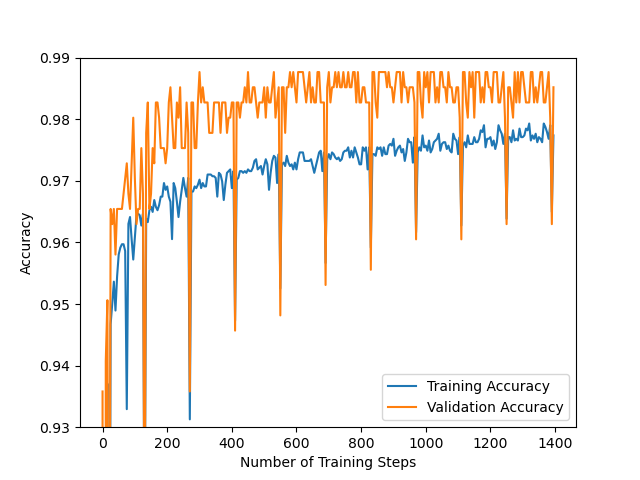 0.99
0.98
0.97
0.96
0.95
0.94
0.93
Accuracy
0 200 400 600 800 1000 1200 1400
Number of Training Steps
Training Accuracy
Validation Accuracy